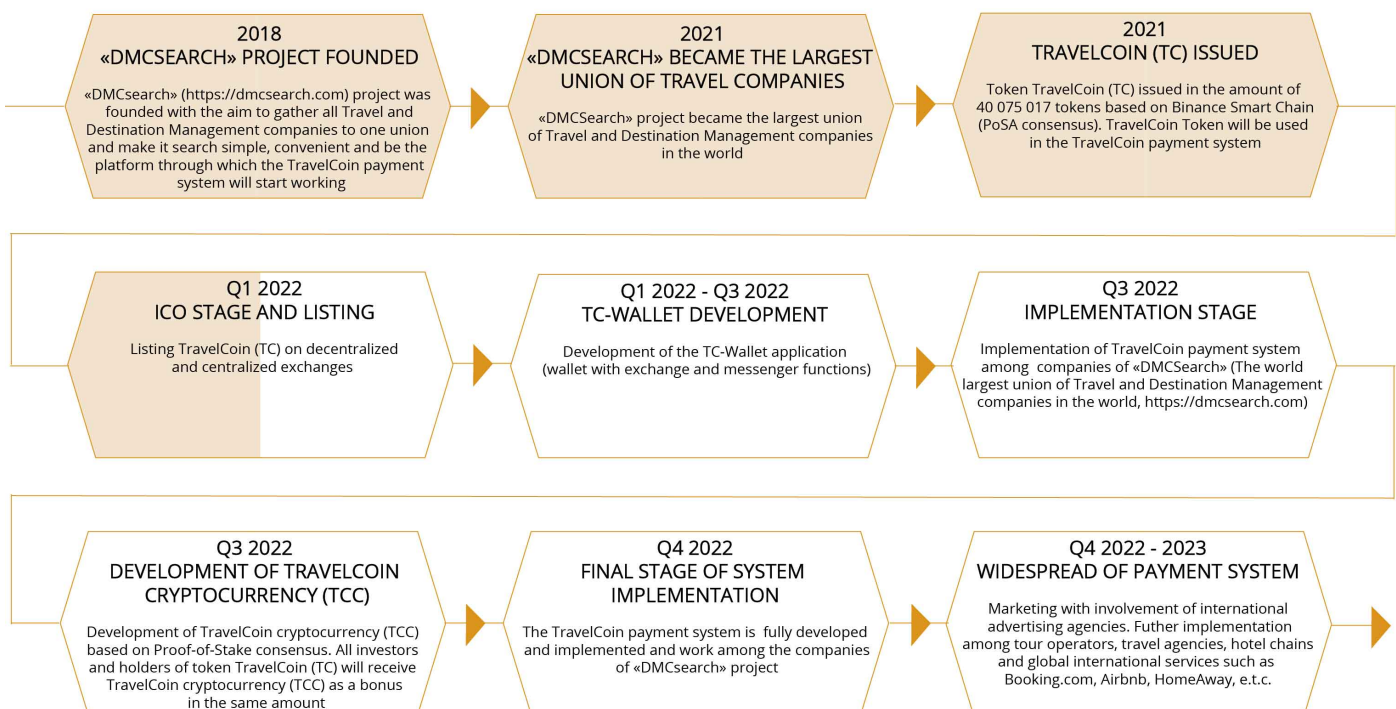 2018
«DMCSEARCH» PROJECT FOUNDED
«DMCsearch» (https://dmcsearch.com) project was
founded with the aim to gather all Travel and
Destination Management companies to one union
and make it search simple, convenient and be the
platform through which the TravelCoin payment
system will start working
2021
«DMCSEARCH» BECAME THE LARGEST
UNION OF TRAVEL COMPANIES
«DMCSearch» project became the largest union
of Travel and Destination Management companies
in the world
2021
TRAVELCOIN (TC) ISSUED
Token TravelCoin (TC) issued in the amount of
40 075 017 tokens based on Binance Smart Chain
(PoSA consensus). TravelCoin Token will be used
in the TravelCoin payment system
Q1 2022
ICO STAGE AND LISTING
Listing TravelCoin (TC) on decentralized
and centralized exchanges
Q1 2022 - Q3 2022
TC-WALLET DEVELOPMENT
Development of the TC-Wallet application
(wallet with exchange and messenger functions)
Q3 2022
IMPLEMENTATION STAGE
Implementation of TravelCoin payment system
among companies of «DMCSearch» (The world
largest union of Travel and Destination Management
companies in the world, https://dmcsearch.com)
Q3 2022
DEVELOPMENT OF TRAVELCOIN
CRYPTOCURRENCY (TCC)
Development of TravelCoin cryptocurrency (TCC)
based on Proof-of-Stake consensus. All investors
and holders of token TravelCoin (TC) will receive
TravelCoin cryptocurrency (TCC) as a bonus
in the same amount
Q4 2022
FINAL STAGE OF SYSTEM
IMPLEMENTATION
The TravelCoin payment system is fully developed
and implemented and work among the companies
of «DMCsearch» project
Q4 2022 - 2023
WIDESPREAD OF PAYMENT SYSTEM
Marketing with involvement of international
advertising agencies. Futher implementation
among tour operators, travel agencies, hotel chains
and global international services such as
Booking.com, Airbnb, HomeAway, e.t.c.